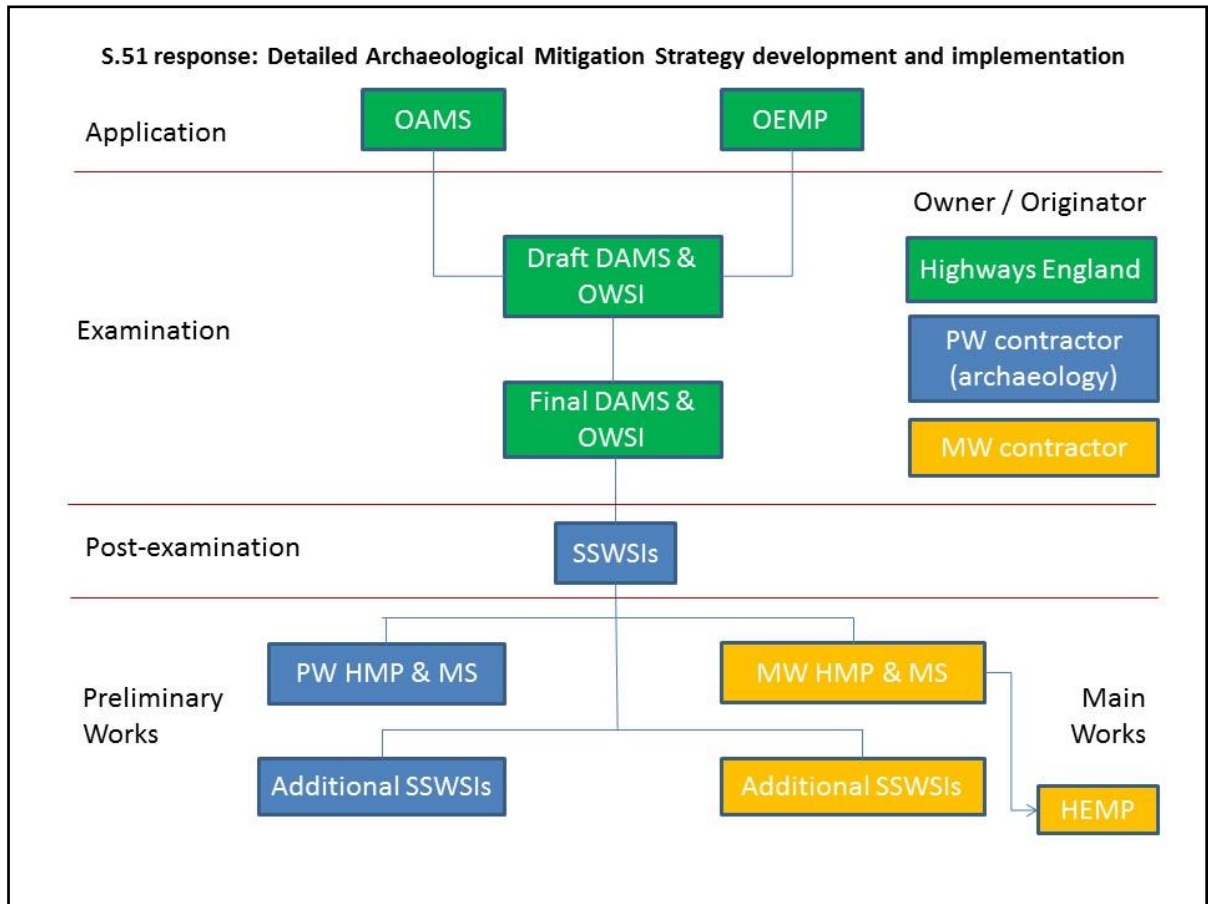 S.51 response: Detailed Archaeological Mitigation Strategy development and implementation
Application
OAMS
OEMP
Owner / Originator
Highways England
PW contractor
(archaeology)
MW contractor
Examination
Draft DAMS &
OWSI
Final DAMS &
OWSI
Post-examination
SSWSIs
Preliminary
Works
PW HMP & MS
MW HMP & MS
Main
Works
Additional SSWSIs
Additional SSWSIs
HEMP